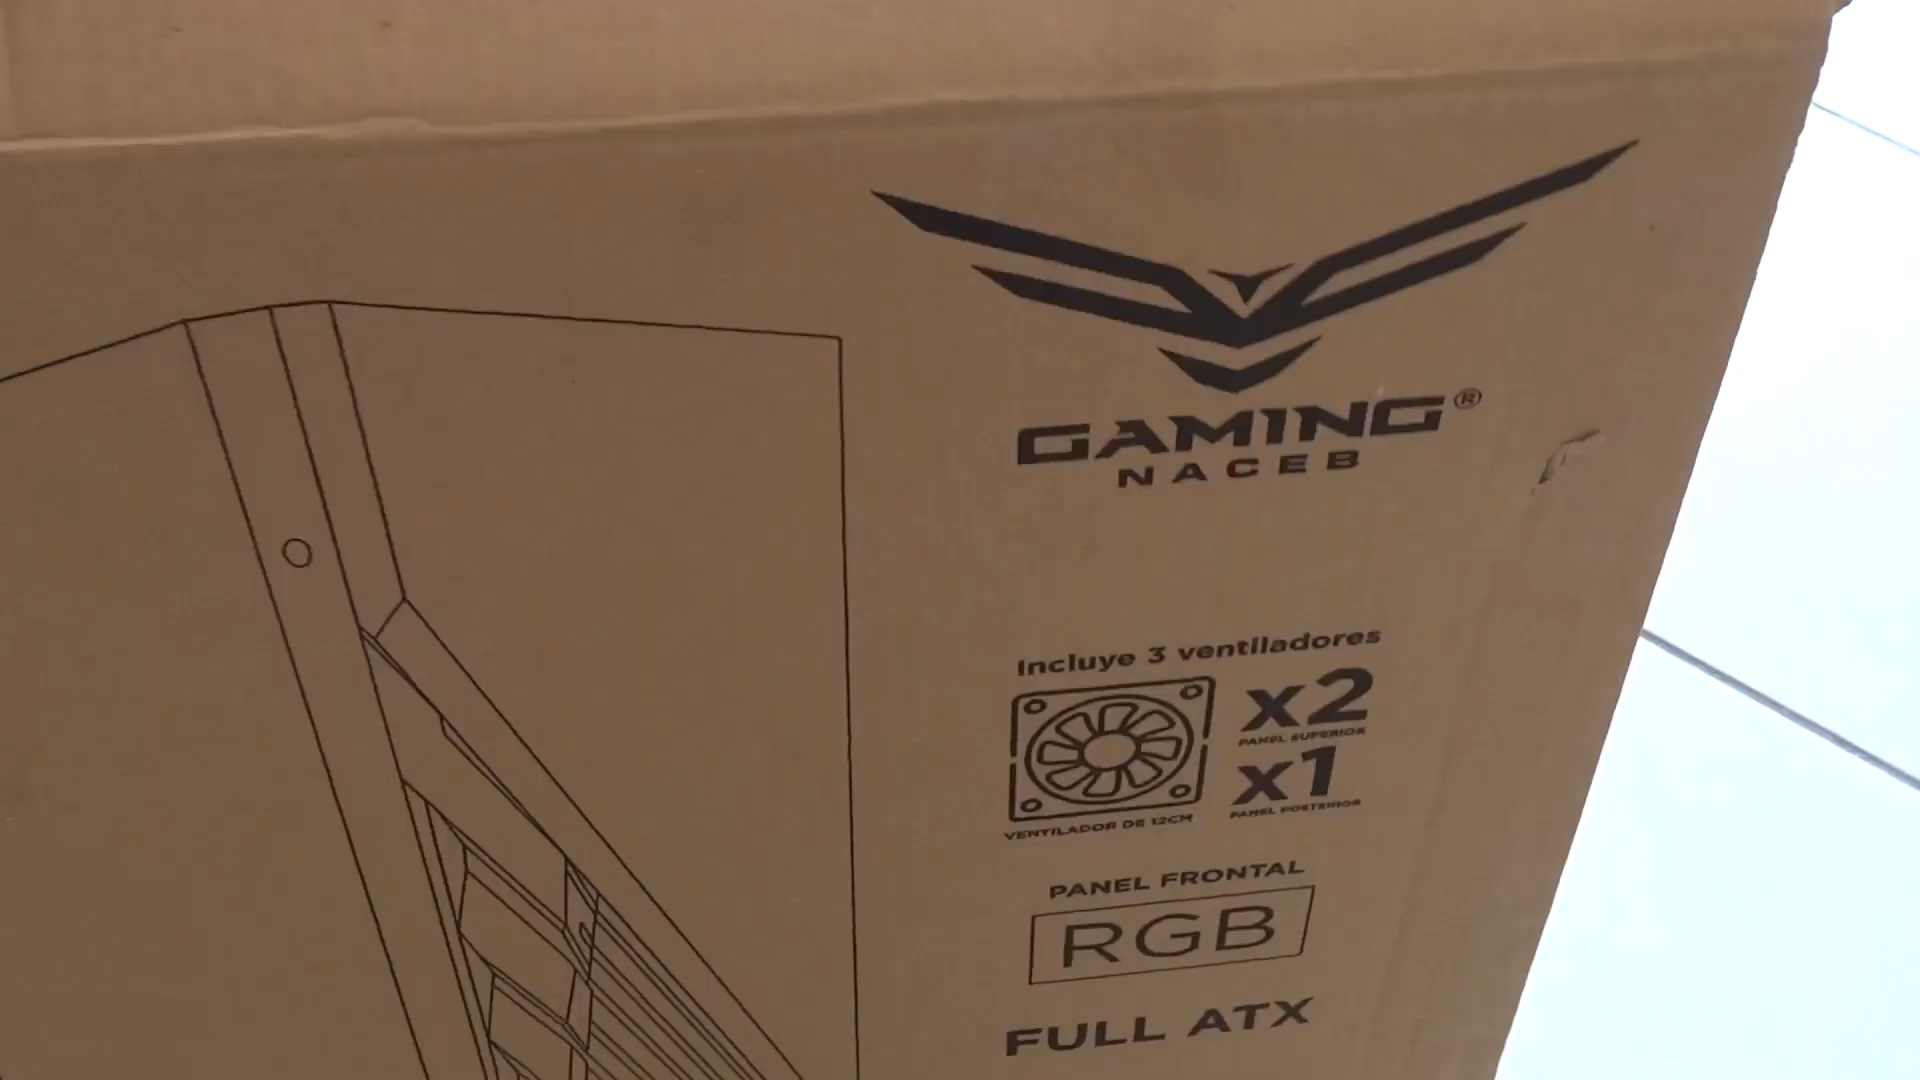 GAMING®
NACEB
Incluye 3 ventiladores
x2
PANEL SUPERIOR
x1
PANEL POSTERIOR
VENTILADOR DE 12CM
PANEL FRONTAL
RGB
FULL ATX